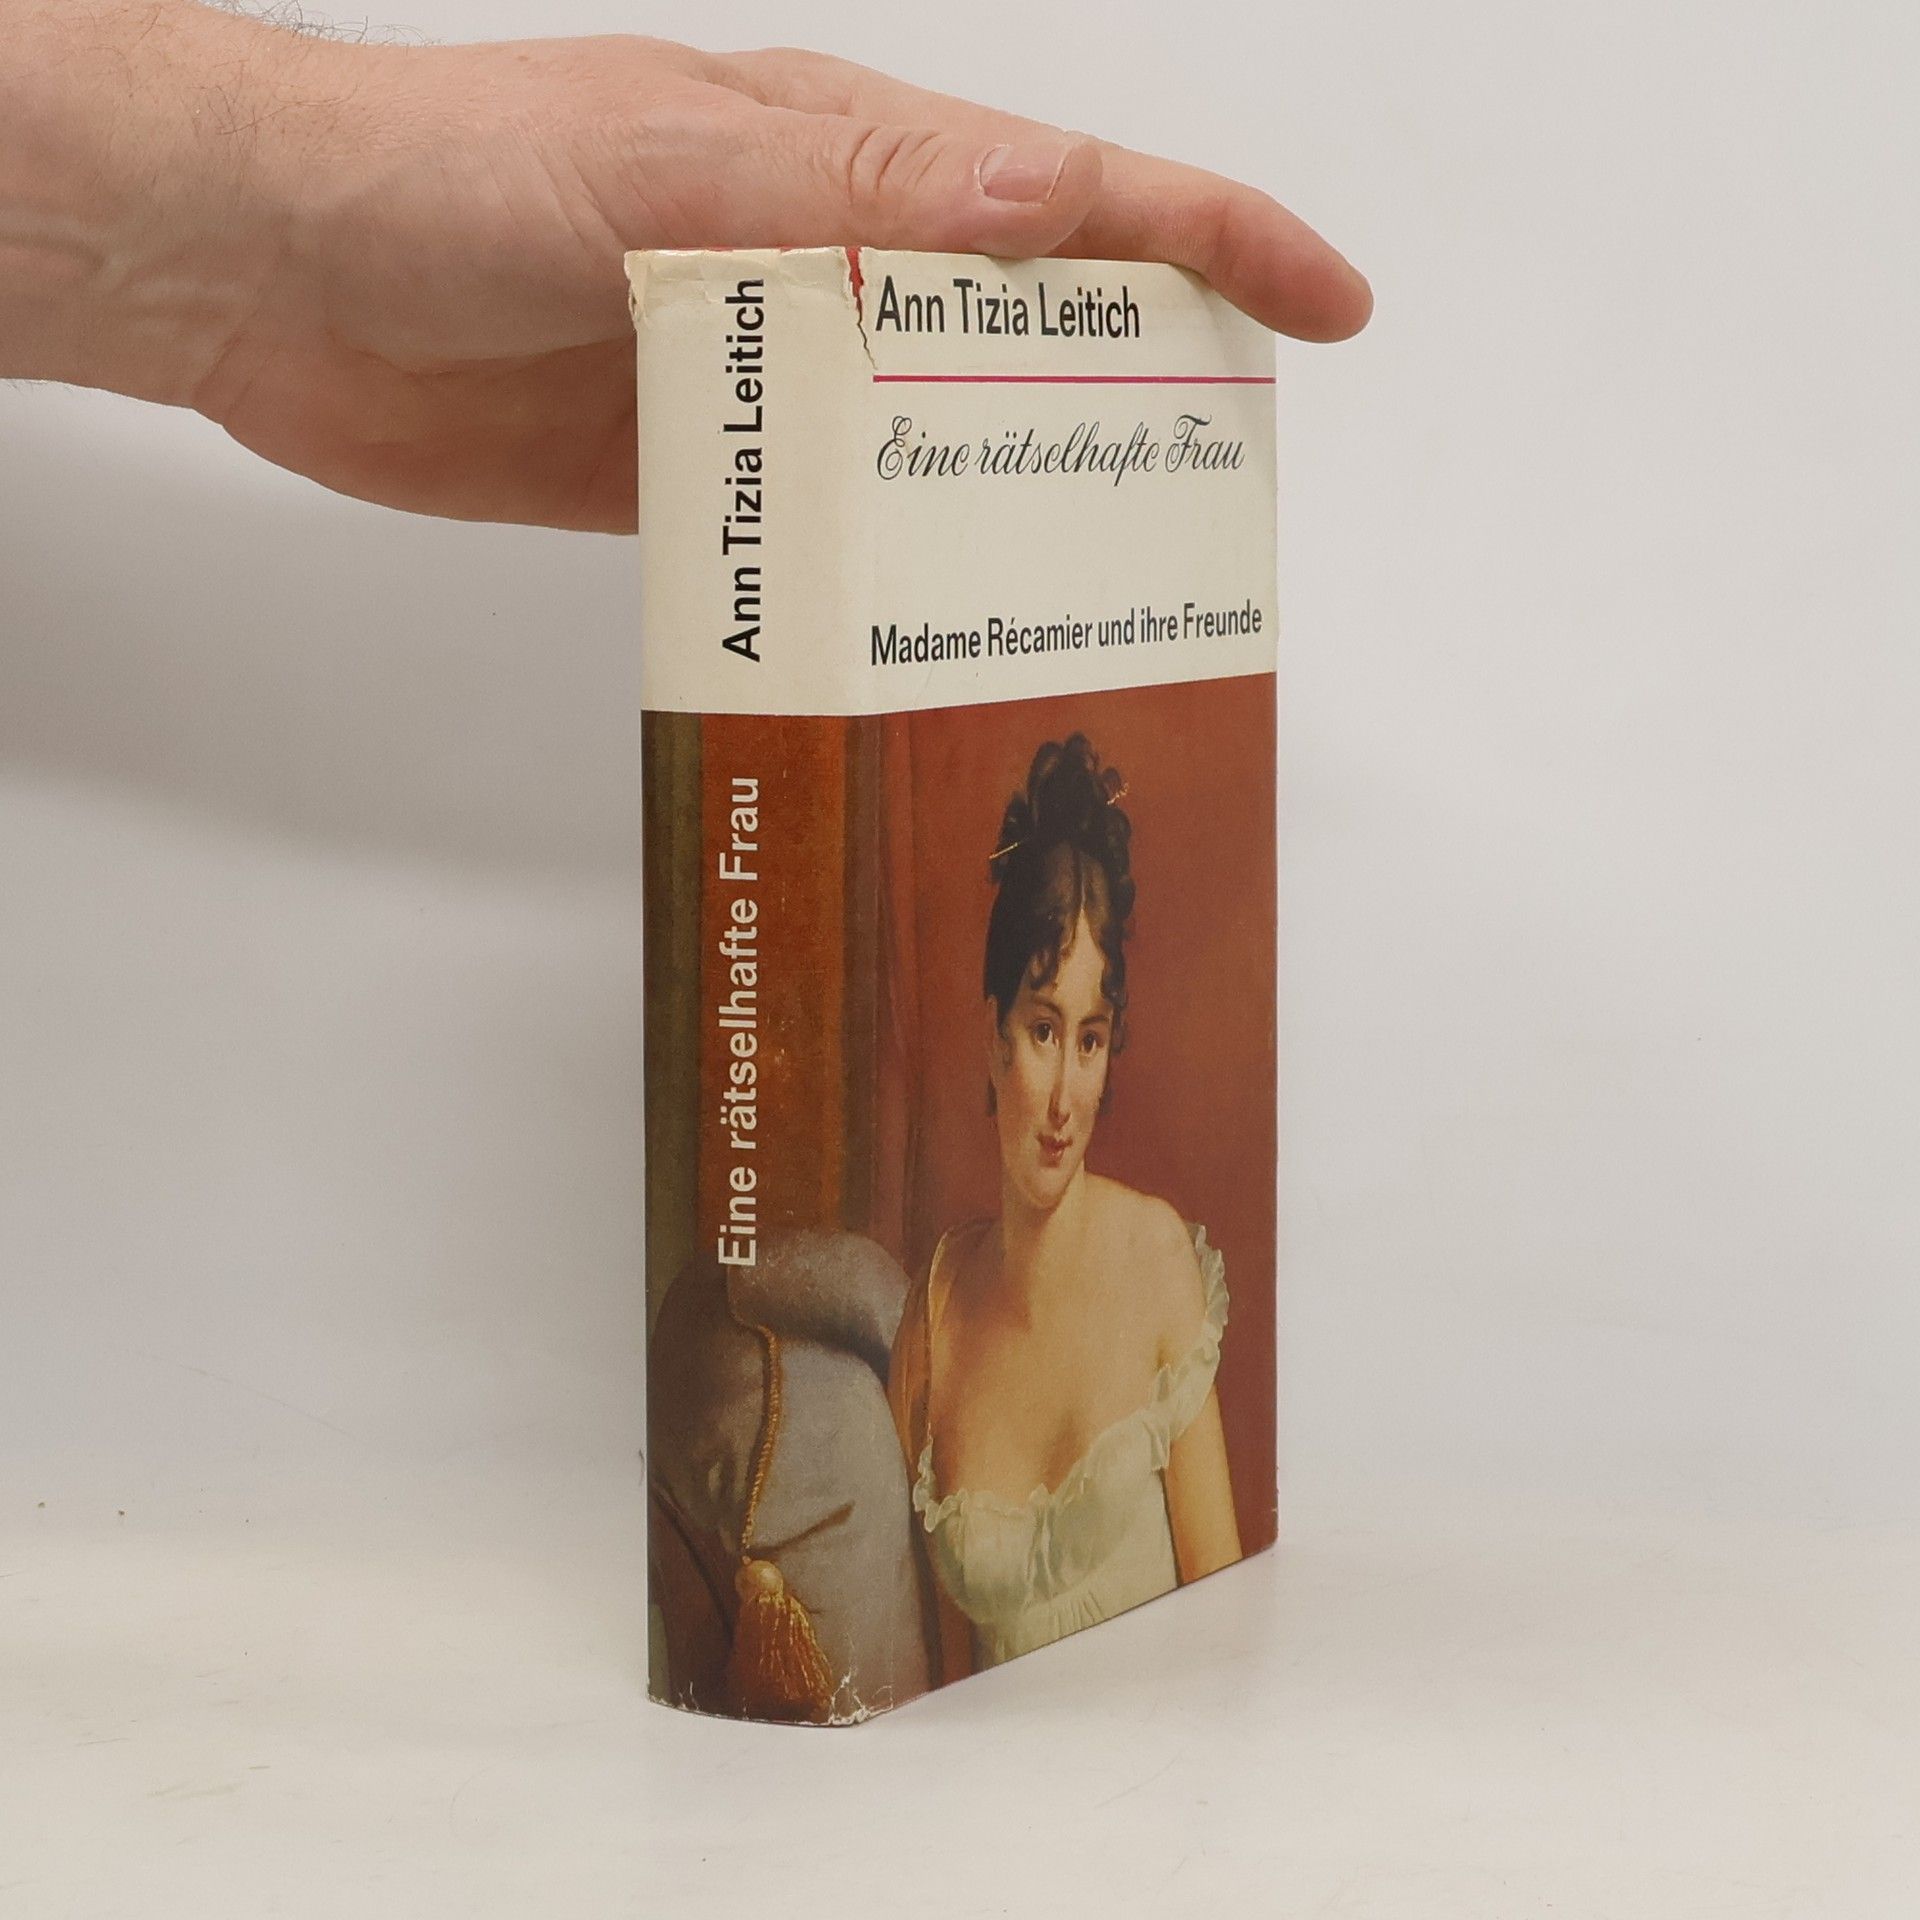 Ann Tizia Leitich
Eine rätselhafte Frau
Madame Récamier und ihre Freunde
Ann Tizia Leitich
Eine rätselhafte Frau